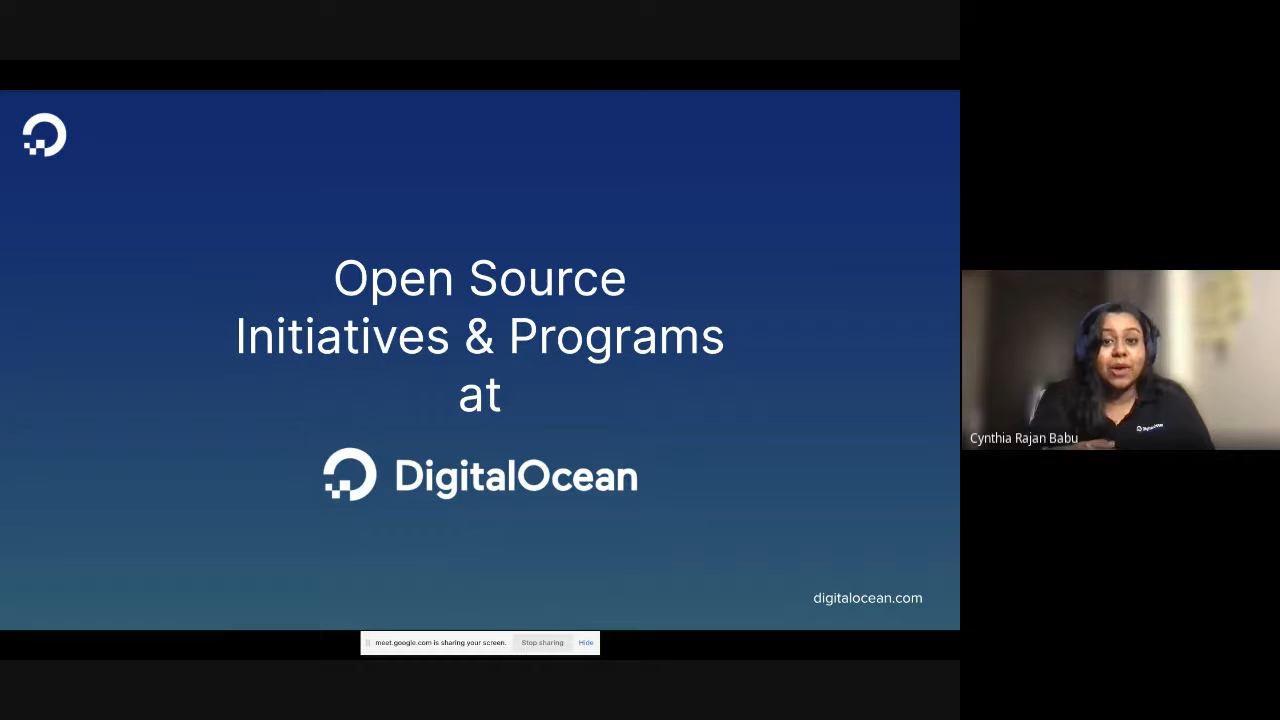 Open Source
Initiatives & Programs
at
DigitalOcean
digitalocean.com
meet.google.com is sharing your screen. Stop sharing Hide
Cynthia Rajan Babu
DigitalOcean